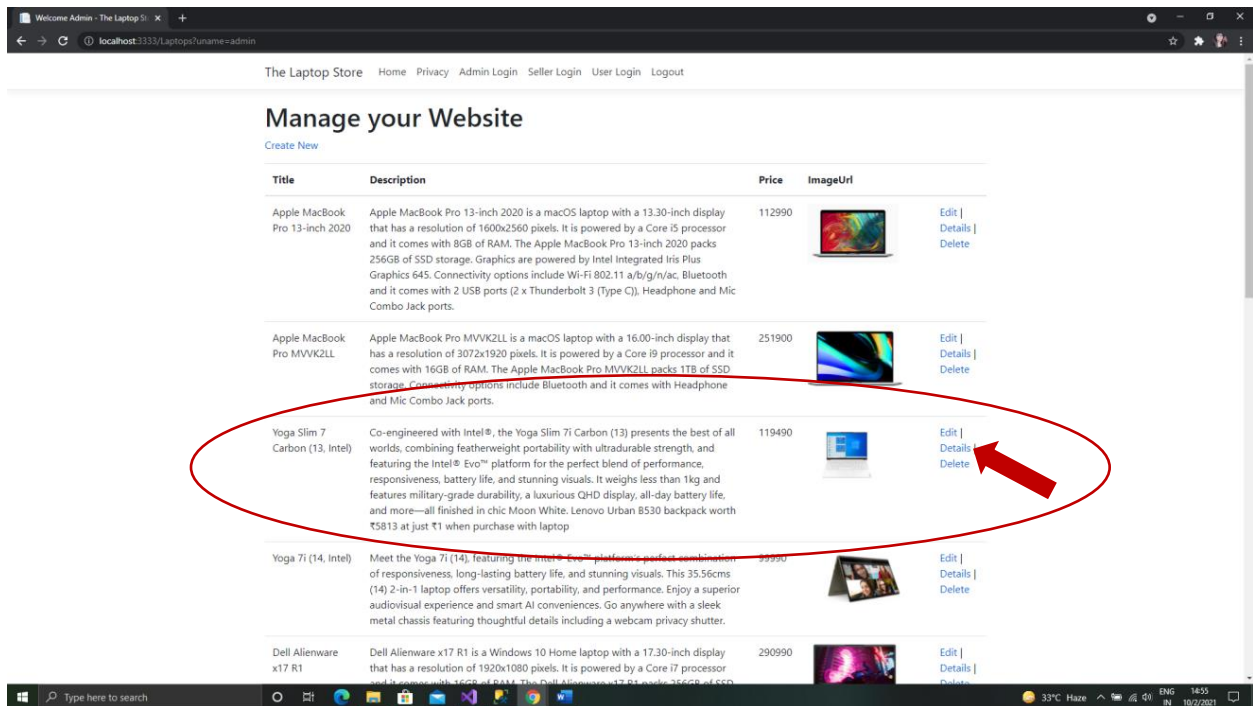 Welcome Admin - The Laptop St
localhost:3333/Laptops?uname=admin
The Laptop Store Home Privacy Admin Login Seller Login User Login Logout
Manage your Website
Create New
Title Description Price ImageUrl
Apple MacBook Apple MacBook Pro 13-inch 2020 is a macOS laptop with a 13.30-inch display 112990 Edit |
Pro 13-inch 2020 that has a resolution of 1600x2560 pixels. It is powered by a Core i5 processor Details |
and it comes with 8GB of RAM. The Apple MacBook Pro 13-inch 2020 packs Delete
256GB of SSD storage. Graphics are powered by Intel Integrated Iris Plus
Graphics 645. Connectivity options include Wi-Fi 802.11 a/b/g/n/ac, Bluetooth
and it comes with 2 USB ports (2 x Thunderbolt 3 (Type C)), Headphone and Mic
Combo Jack ports.
Apple MacBook Apple MacBook Pro MVVK2LL is a macOS laptop with a 16.00-inch display that 251900 Edit |
Pro MVVK2LL has a resolution of 3072x1920 pixels. It is powered by a Core i9 processor and it Details |
comes with 16GB of RAM. The Apple MacBook Pro MVVK2LL packs 1TB of SSD Delete
storage. Connectivity options include Bluetooth and it comes with Headphone
and Mic Combo Jack ports.
Yoga Slim 7 Co-engineered with Intel®, the Yoga Slim 7i Carbon (13) presents the best of all 119490 Edit |
Carbon (13, Intel) worlds, combining featherweight portability with ultradurable strength, and Details |
featuring the Intel® Evo™ platform for the perfect blend of performance, Delete
responsiveness, battery life, and stunning visuals. It weighs less than 1kg and
features military-grade durability, a luxurious QHD display, all-day battery life,
and more—all finished in chic Moon White. Lenovo Urban B530 backpack worth
₹5813 at just ₹1 when purchase with laptop
Yoga 7i (14, Intel) Meet the Yoga 7i (14), featuring the Intel® Evo™ platform's perfect combination 99990 Edit |
of responsiveness, long-lasting battery life, and stunning visuals. This 35.56cms Details |
(14) 2-in-1 laptop offers versatility, portability, and performance. Enjoy a superior Delete
audiovisual experience and smart AI conveniences. Go anywhere with a sleek
metal chassis featuring thoughtful details including a webcam privacy shutter.
Dell Alienware Dell Alienware x17 R1 is a Windows 10 Home laptop with a 17.30-inch display 290990 Edit |
x17 R1 that has a resolution of 1920x1080 pixels. It is powered by a Core i7 processor Details |
and it comes with 16GB of RAM. The Dell Alienware x17 R1 packs 256GB of SSD Delete
Type here to search 33°C Haze ENG 14:55
IN 10/2/2021